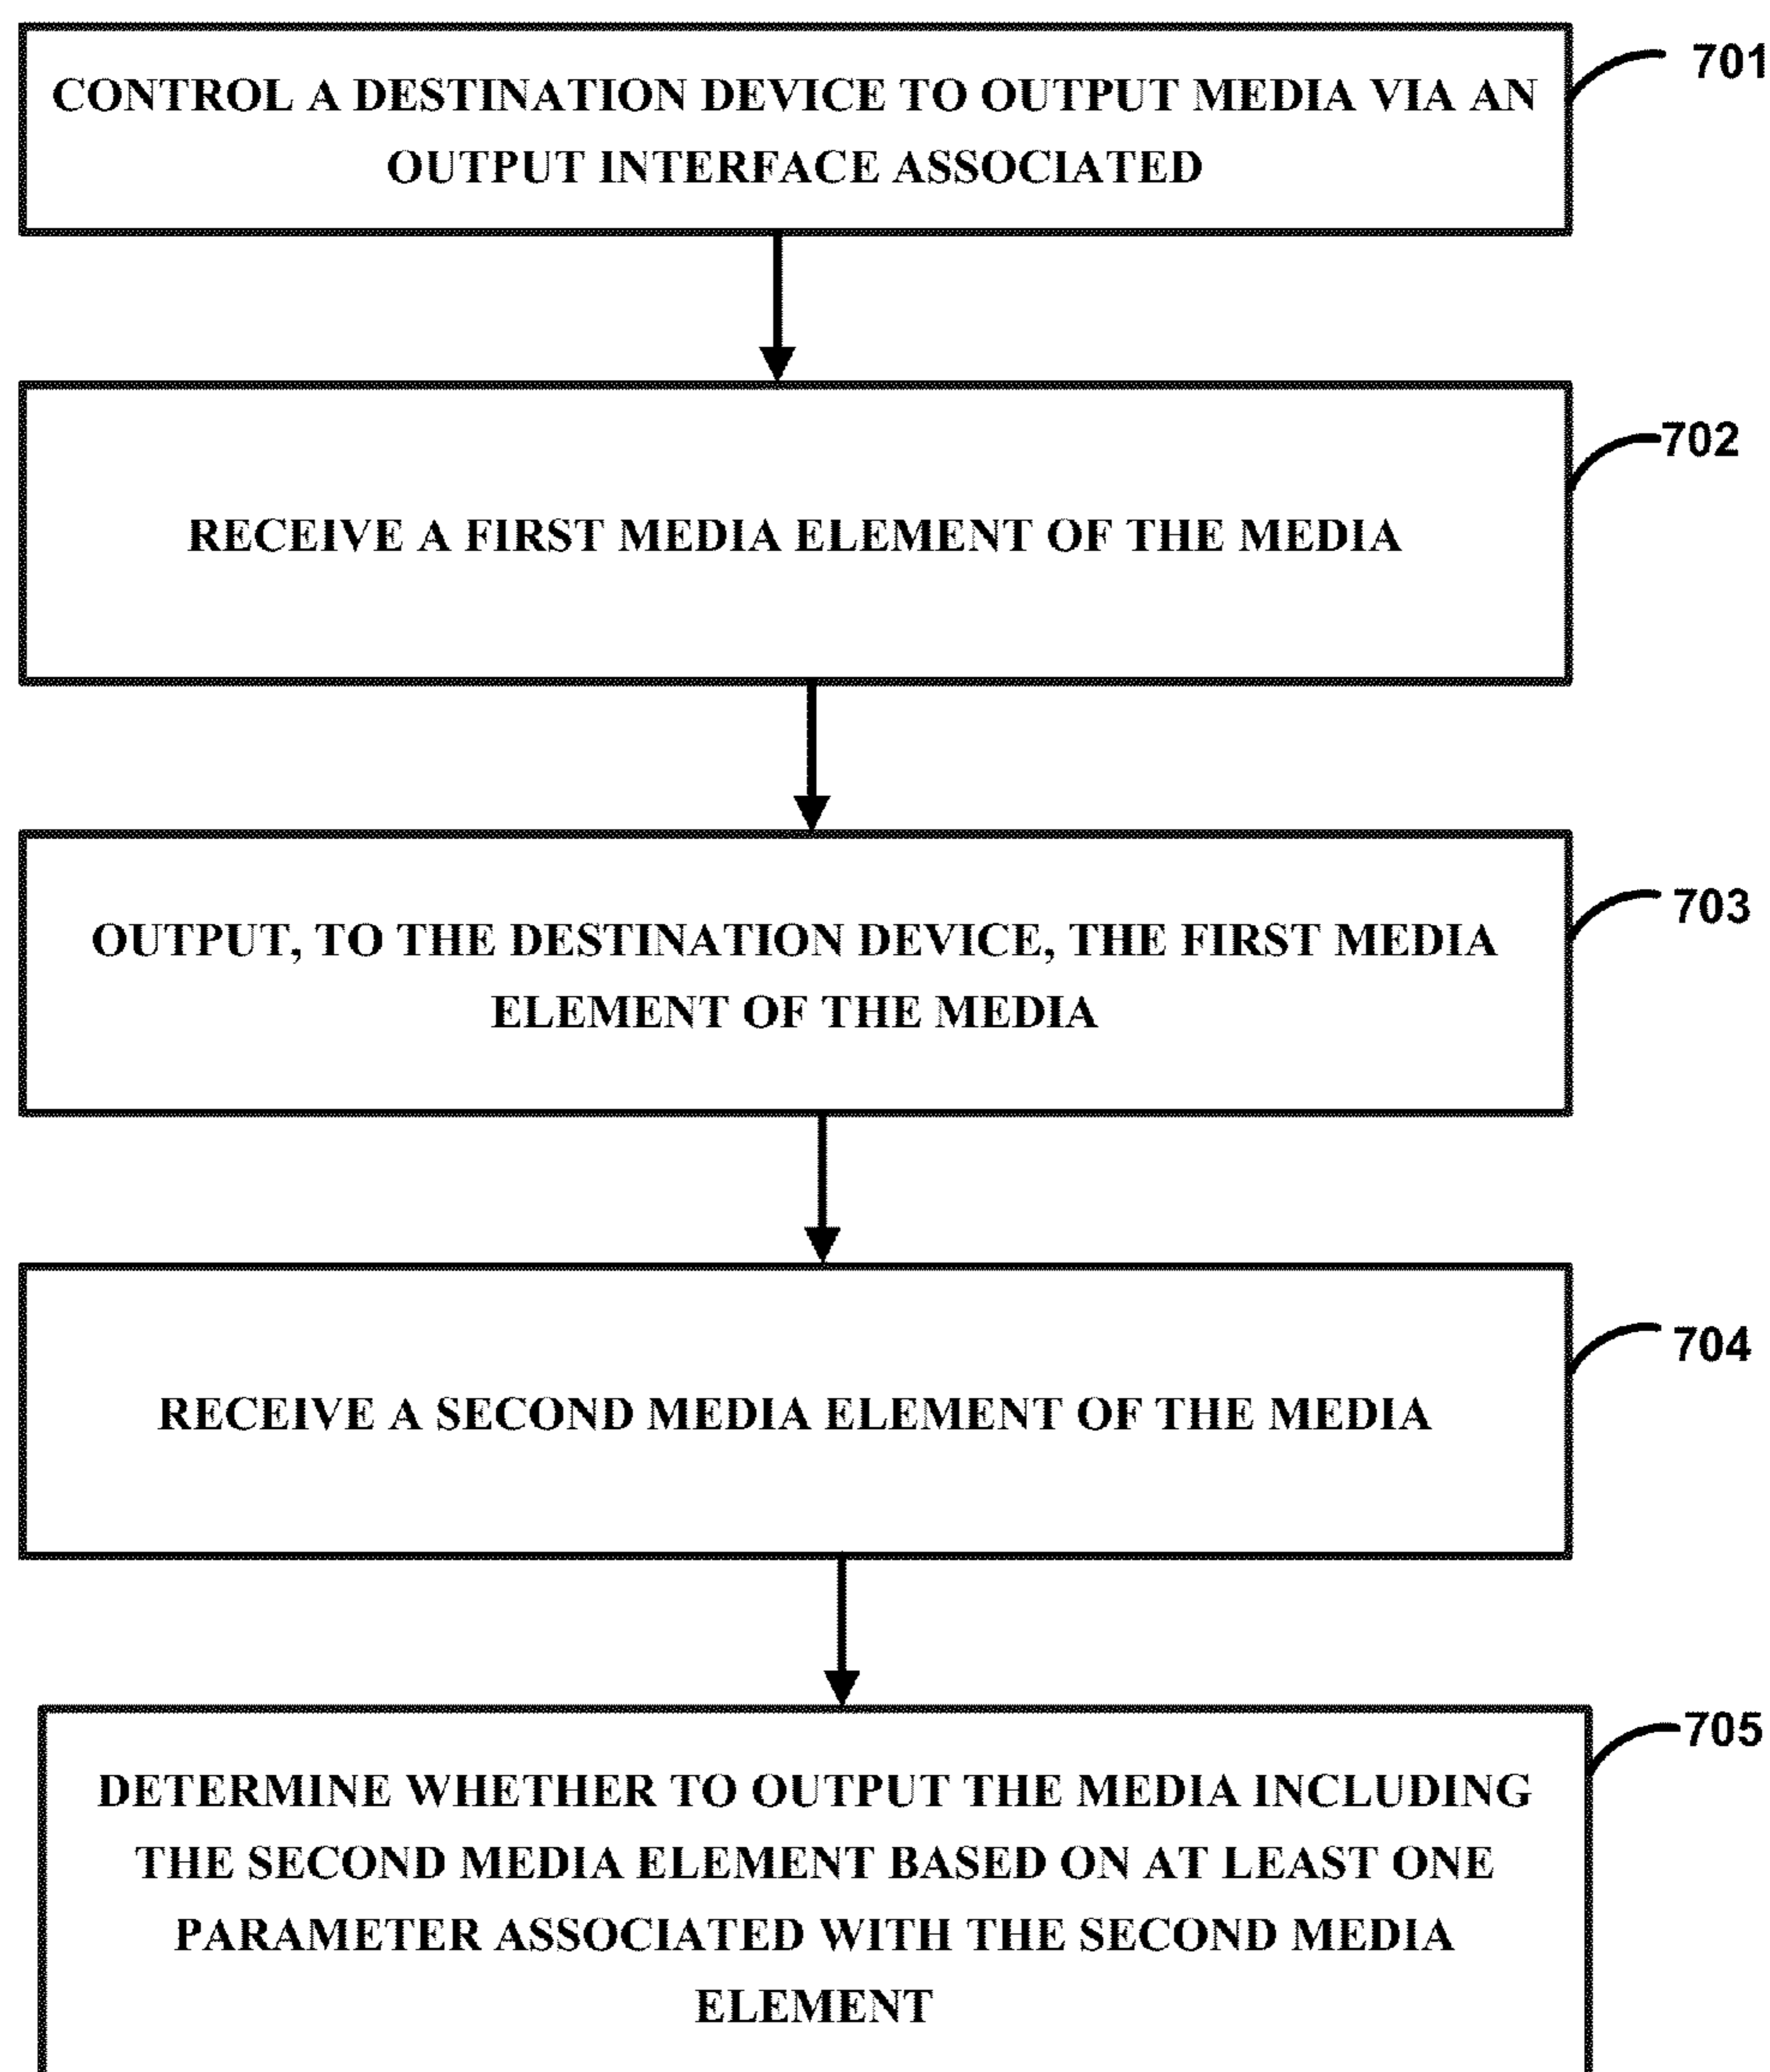 701
CONTROL A DESTINATION DEVICE TO OUTPUT MEDIA VIA AN
OUTPUT INTERFACE ASSOCIATED
702
RECEIVE A FIRST MEDIA ELEMENT OF THE MEDIA
703
OUTPUT, TO THE DESTINATION DEVICE, THE FIRST MEDIA
ELEMENT OF THE MEDIA
704
RECEIVE A SECOND MEDIA ELEMENT OF THE MEDIA
705
DETERMINE WHETHER TO OUTPUT THE MEDIA INCLUDING
THE SECOND MEDIA ELEMENT BASED ON AT LEAST ONE
PARAMETER ASSOCIATED WITH THE SECOND MEDIA
ELEMENT